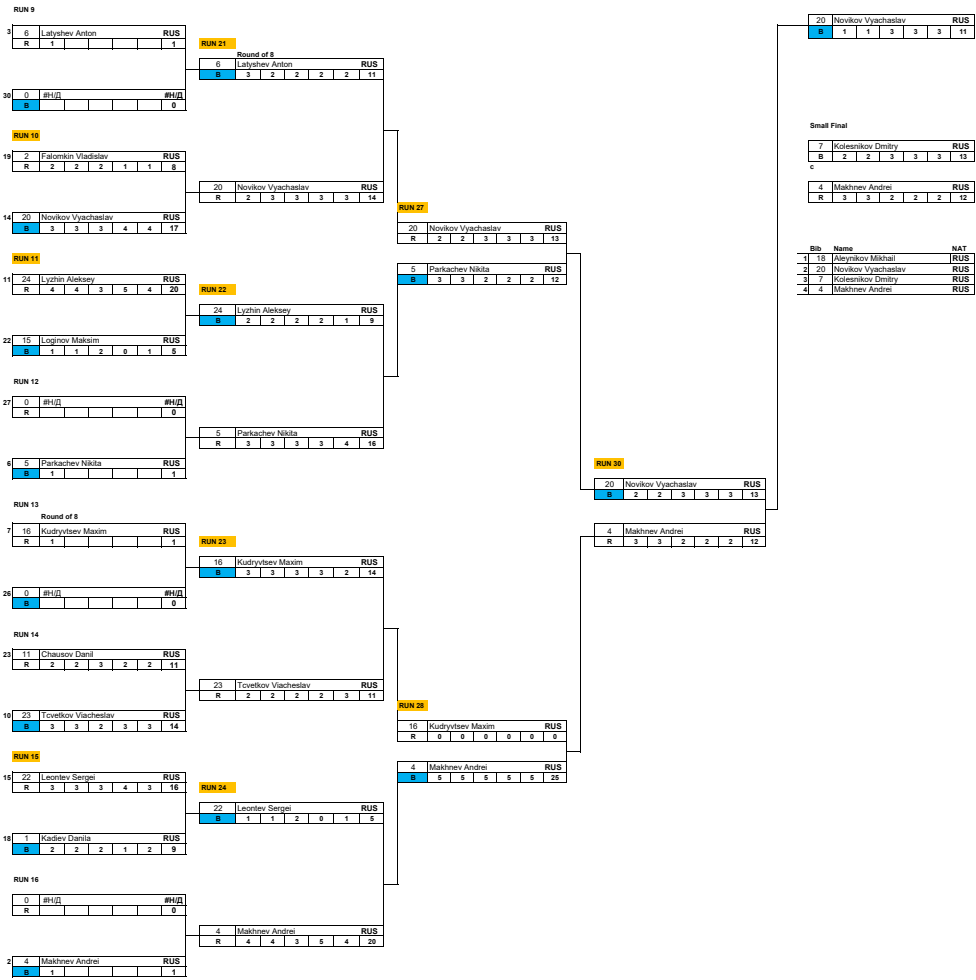 RUN 9
3 6 Latyshev Anton RUS
R 1 1
30 0 #Н/Д #Н/Д
B 0
RUN 10
19 2 Falomkin Vladislav RUS
R 2 2 2 1 1 8
14 20 Novikov Vyachaslav RUS
B 3 3 3 4 4 17
RUN 11
11 24 Lyzhin Aleksey RUS
R 4 4 3 5 4 20
22 15 Loginov Maksim RUS
B 1 1 2 0 1 5
RUN 12
27 0 #Н/Д #Н/Д
R 0
6 5 Parkachev Nikita RUS
B 1 1
RUN 13
Round of 8
7 16 Kudryvtsev Maxim RUS
R 1 1
26 0 #Н/Д #Н/Д
B 0
RUN 14
23 11 Chausov Danil RUS
R 2 2 3 2 2 11
10 23 Tcvetkov Viacheslav RUS
B 3 3 2 3 3 14
RUN 15
15 22 Leontev Sergei RUS
R 3 3 3 4 3 16
18 1 Kadiev Danila RUS
B 2 2 2 1 2 9
RUN 16
0 #Н/Д #Н/Д
R 0
2 4 Makhnev Andrei RUS
B 1 1
RUN 21
Round of 8
6 Latyshev Anton RUS
B 3 2 2 2 2 11
20 Novikov Vyachaslav RUS
R 2 3 3 3 3 14
RUN 22
24 Lyzhin Aleksey RUS
B 2 2 2 2 1 9
5 Parkachev Nikita RUS
R 3 3 3 3 4 16
RUN 23
16 Kudryvtsev Maxim RUS
B 3 3 3 3 2 14
23 Tcvetkov Viacheslav RUS
R 2 2 2 2 3 11
RUN 24
22 Leontev Sergei RUS
B 1 1 2 0 1 5
4 Makhnev Andrei RUS
R 4 4 3 5 4 20
RUN 27
20 Novikov Vyachaslav RUS
R 2 2 3 3 3 13
5 Parkachev Nikita RUS
B 3 3 2 2 2 12
RUN 28
16 Kudryvtsev Maxim RUS
R 0 0 0 0 0 0
4 Makhnev Andrei RUS
B 5 5 5 5 5 25
RUN 30
20 Novikov Vyachaslav RUS
B 2 2 3 3 3 13
4 Makhnev Andrei RUS
R 3 3 2 2 2 12
20 Novikov Vyachaslav RUS
B 1 1 3 3 3 11
Small Final
7 Kolesnikov Dmitry RUS
B 2 2 3 3 3 13
c
4 Makhnev Andrei RUS
R 3 3 2 2 2 12
Bib Name NAT
1 18 Aleynikov Mikhail RUS
2 20 Novikov Vyachaslav RUS
3 7 Kolesnikov Dmitry RUS
4 4 Makhnev Andrei RUS